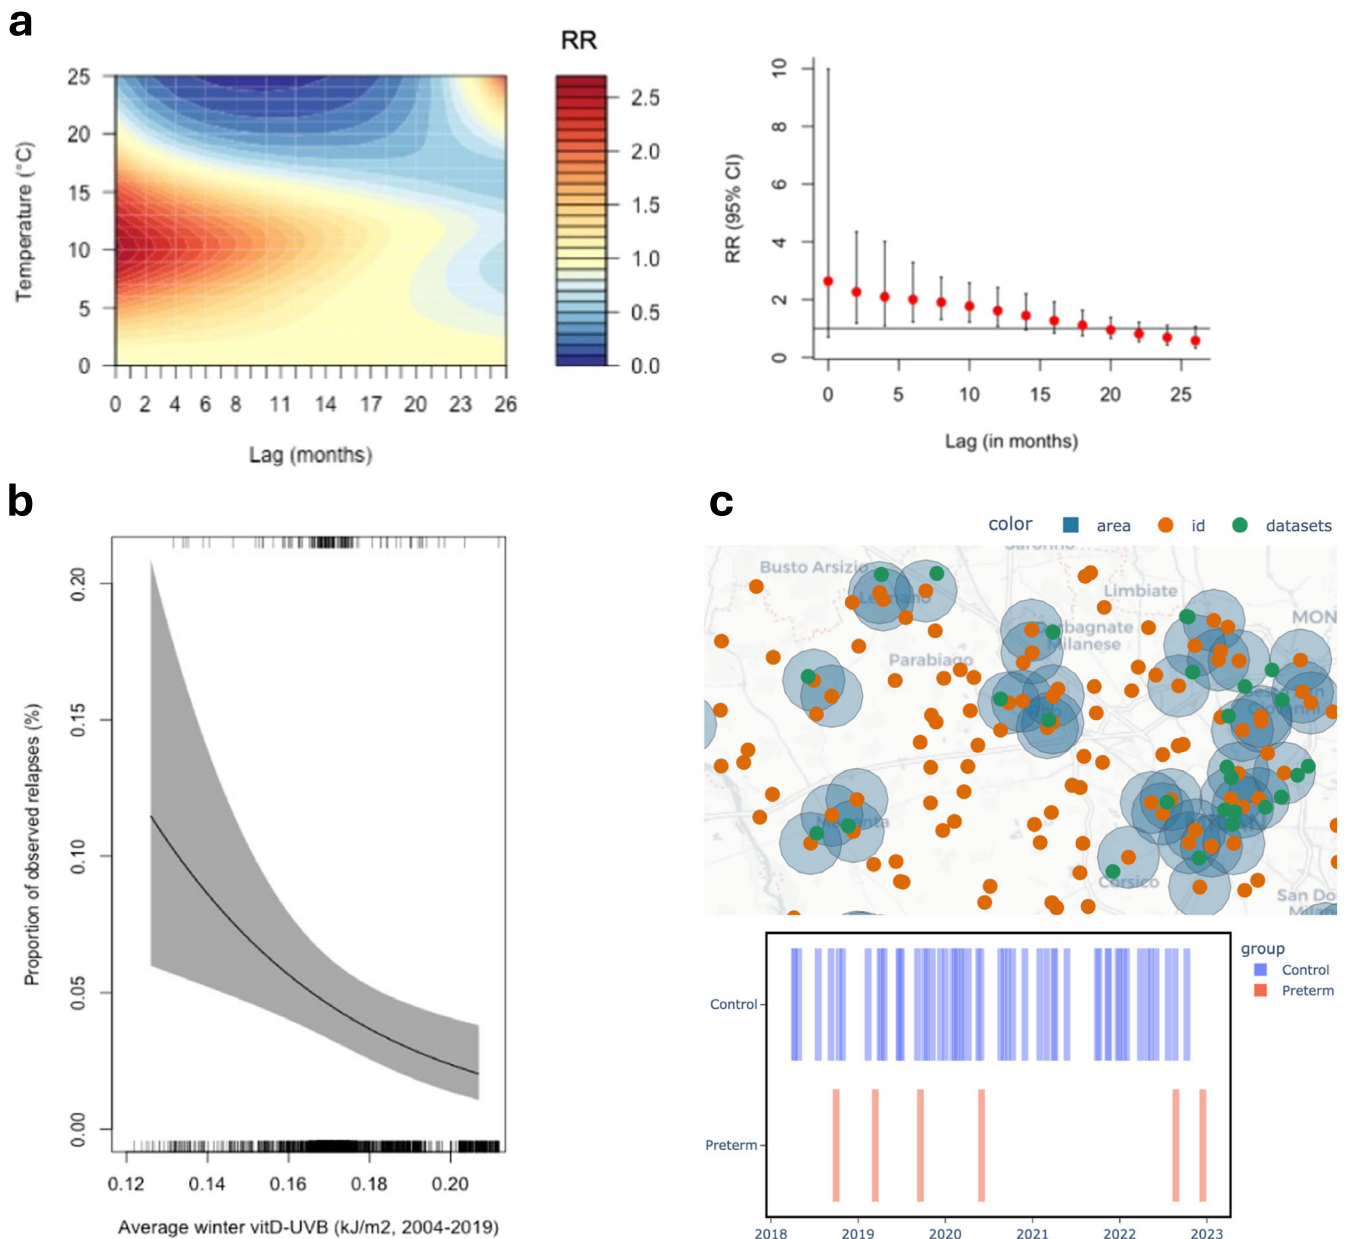 a
RR
25
20
15
10
5
0
Temperature (°C)
0 2 4 6 8 11 14 17 20 23 26
Lag (months)
2.5
2.0
1.5
1.0
0.5
0.0
10
8
6
4
2
0
RR (95% CI)
0 5 10 15 20 25
Lag (in months)
b
0.20
0.15
0.10
0.05
0.00
Proportion of observed relapses (%)
0.12 0.14 0.16 0.18 0.20
Average winter vitD-UVB (kJ/m2, 2004-2019)
c
color area id datasets
Busto Arsizio
Limbiate
MON
Parabiago
Milanese
Corsico
San Do
group
Control
Preterm
Control
Preterm
2018 2019 2020 2021 2022 2023